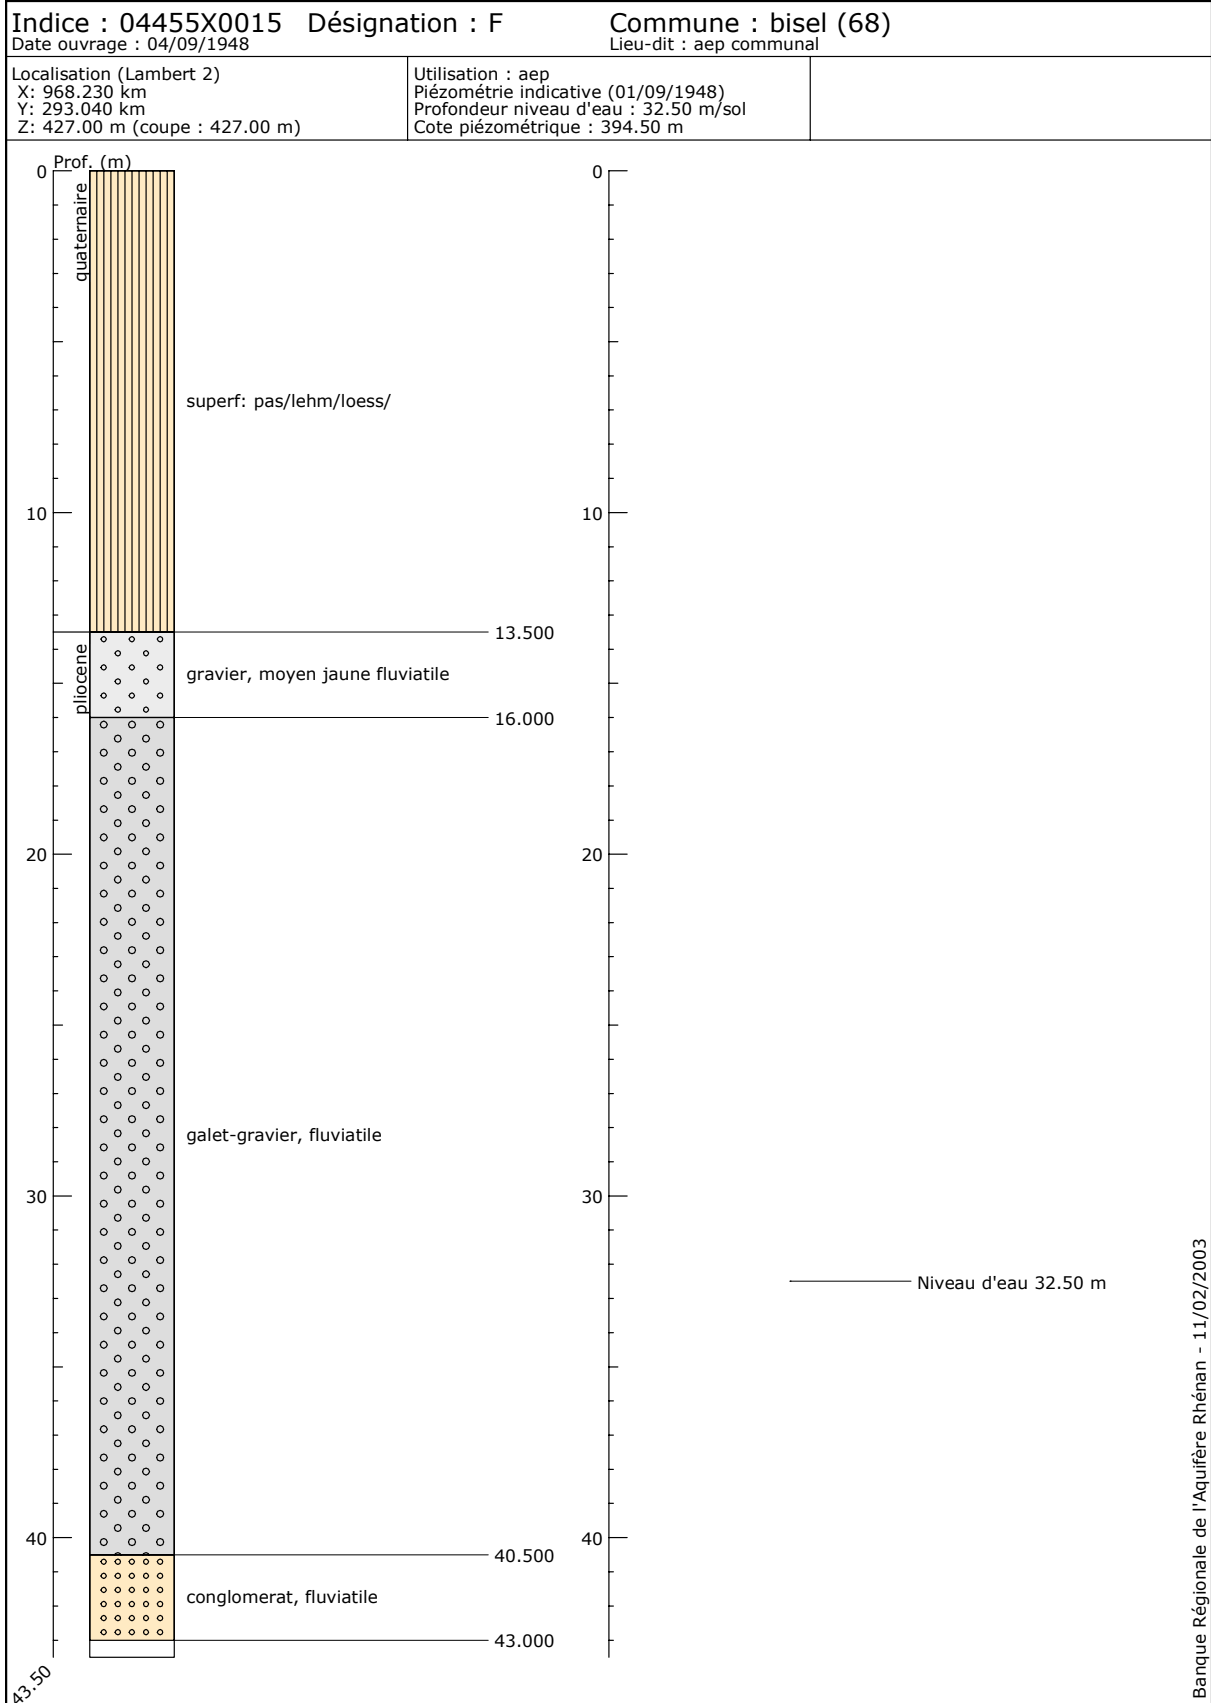 Indice : 04455X0015 Désignation : F Commune : bisel (68)
Date ouvrage : 04/09/1948 Lieu-dit : aep communal
Localisation (Lambert 2)
X: 968.230 km
Y: 293.040 km
Z: 427.00 m (coupe : 427.00 m)
Utilisation : aep
Piézométrie indicative (01/09/1948)
Profondeur niveau d'eau : 32.50 m/sol
Cote piézométrique : 394.50 m
Prof. (m)
0
quaternaire
superf: pas/lehm/loess/
10
13.500
pliocene
gravier, moyen jaune fluviatile
16.000
20
galet-gravier, fluviatile
30
40
40.500
conglomerat, fluviatile
43.000
43.50
0
10
20
30
Niveau d'eau 32.50 m
40
Banque Régionale de l'Aquifère Rhénan - 11/02/2003